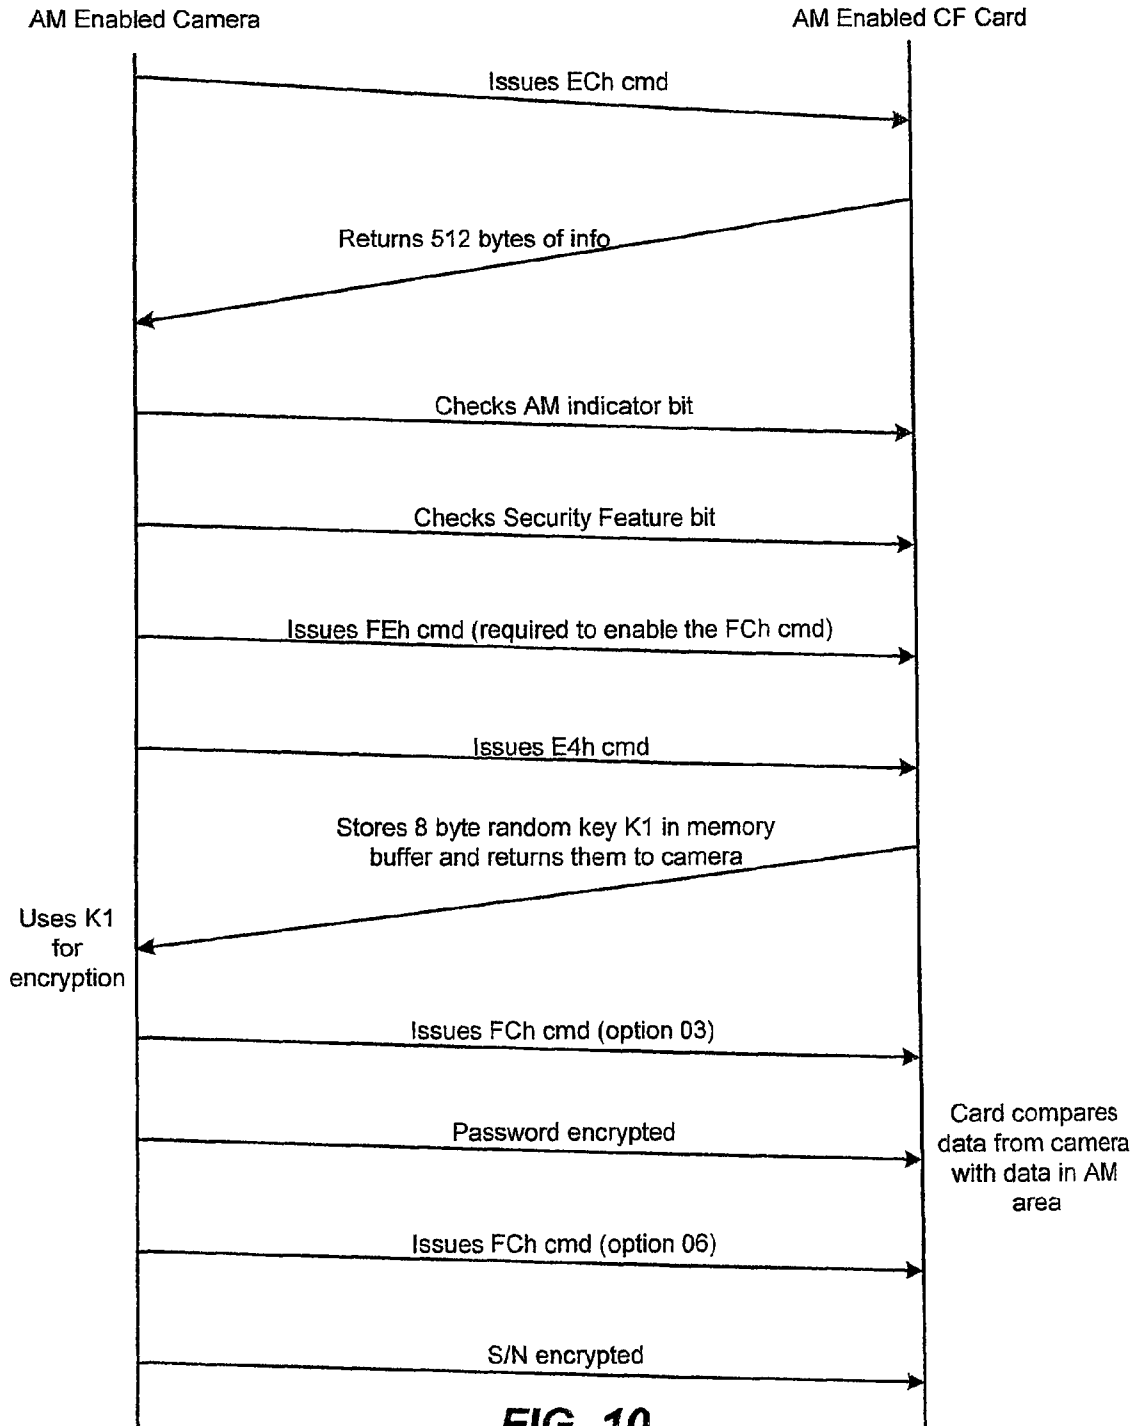 AM Enabled Camera
AM Enabled CF Card
Issues ECh cmd
Returns 512 bytes of info
Checks AM indicator bit
Checks Security Feature bit
Issues FEh cmd (required to enable the FCh cmd)
Issues E4h cmd
Stores 8 byte random key K1 in memory
buffer and returns them to camera
Uses K1
for
encryption
Issues FCh cmd (option 03)
Password encrypted
Card compares
data from camera
with data in AM
area
Issues FCh cmd (option 06)
S/N encrypted
FIG. 10